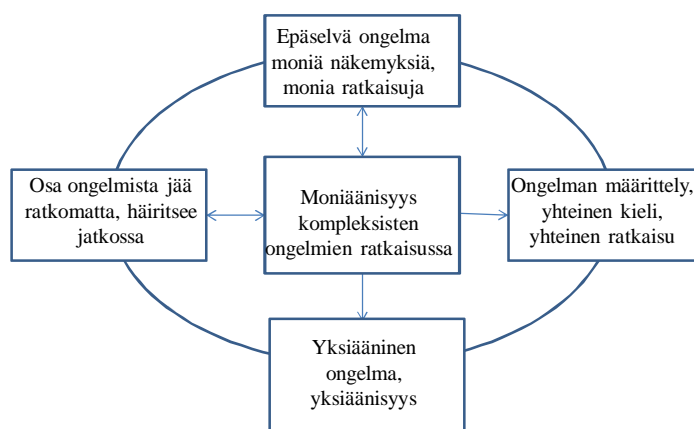 Epäselvä ongelma
moniä näkemyksiä,
monia ratkaisuja
Osa ongelmista jää
ratkomatta, häiritsee
jatkossa
Moniäänisyys
kompleksisten
ongelmien ratkaisussa
Ongelman määrittely,
yhteinen kieli,
yhteinen ratkaisu
Yksiääninen
ongelma,
yksiäänisyys